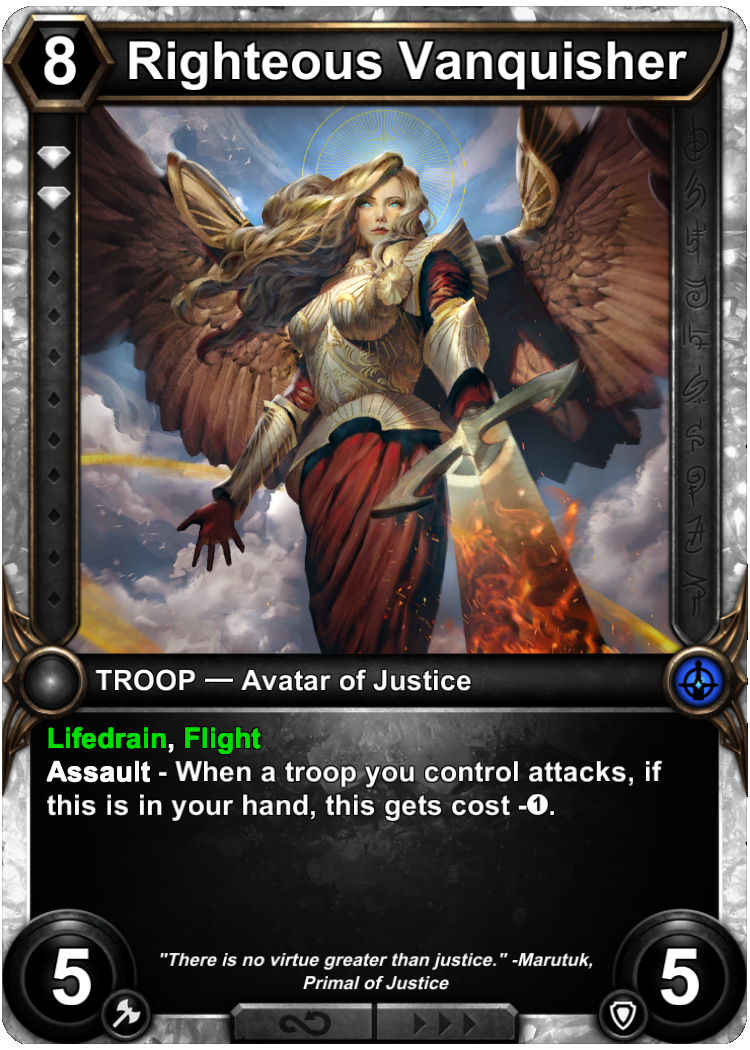 8 Righteous Vanquisher
TROOP — Avatar of Justice
Lifedrain, Flight
Assault - When a troop you control attacks, if
this is in your hand, this gets cost -❶.
"There is no virtue greater than justice." -Marutuk,
Primal of Justice
5
5